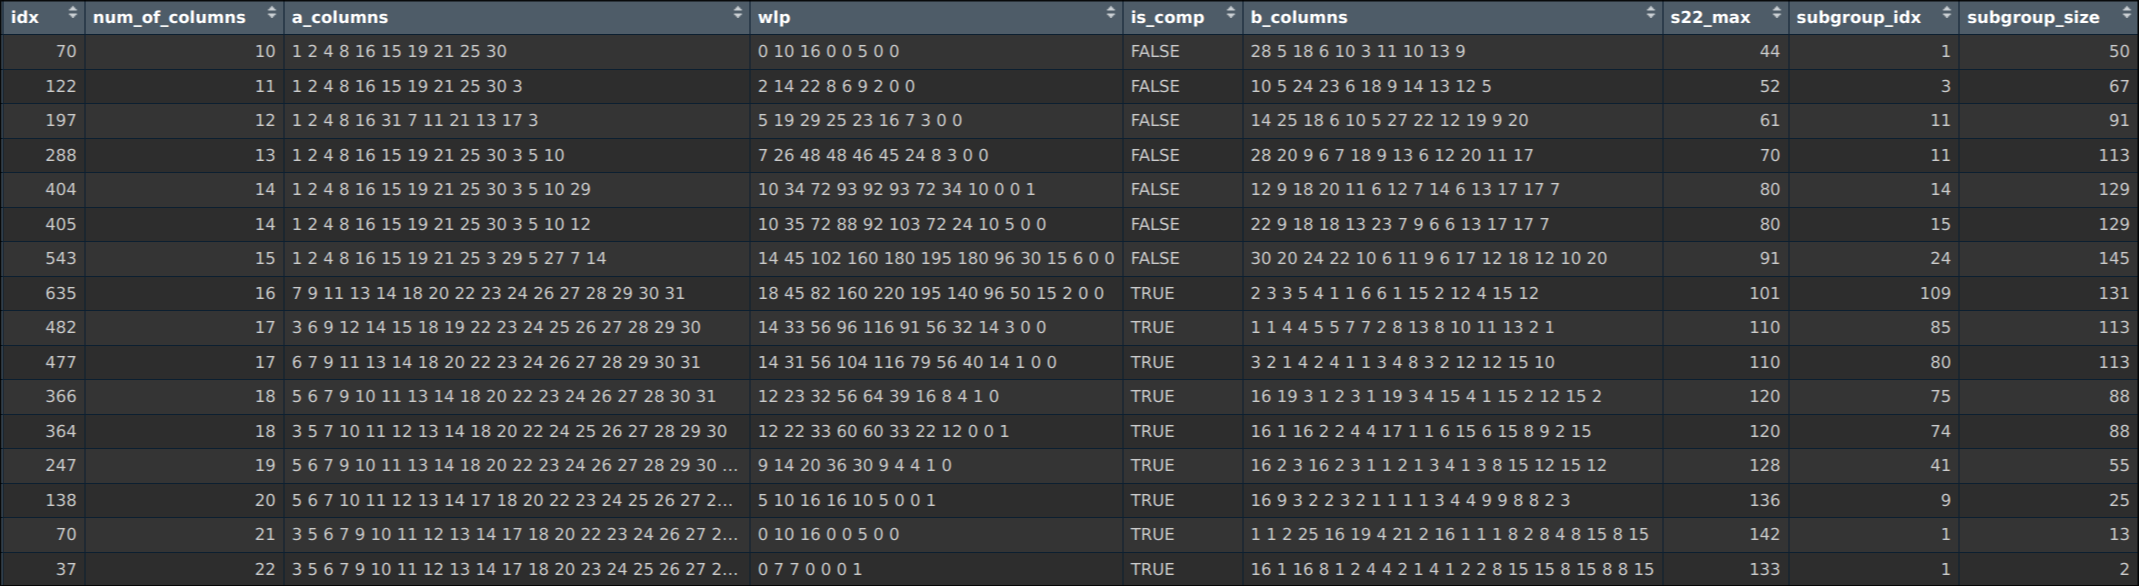 idx num_of_columns a_columns wlp is_comp b_columns s22_max subgroup_idx subgroup_size
70 10 1 2 4 8 16 15 19 21 25 30 0 10 16 0 0 5 0 0 FALSE 28 5 18 6 10 3 11 10 13 9 44 1 50
122 11 1 2 4 8 16 15 19 21 25 30 3 2 14 22 8 6 9 2 0 0 FALSE 10 5 24 23 6 18 9 14 13 12 5 52 3 67
197 12 1 2 4 8 16 31 7 11 21 13 17 3 5 19 29 25 23 16 7 3 0 0 FALSE 14 25 18 6 10 5 27 22 12 19 9 20 61 11 91
288 13 1 2 4 8 16 15 19 21 25 30 3 5 10 7 26 48 48 46 45 24 8 3 0 0 FALSE 28 20 9 6 7 18 9 13 6 12 20 11 17 70 11 113
404 14 1 2 4 8 16 15 19 21 25 30 3 5 10 29 10 34 72 93 92 93 72 34 10 0 0 1 FALSE 12 9 18 20 11 6 12 7 14 6 13 17 17 7 80 14 129
405 14 1 2 4 8 16 15 19 21 25 30 3 5 10 12 10 35 72 88 92 103 72 24 10 5 0 0 FALSE 22 9 18 18 13 23 7 9 6 6 13 17 17 7 80 15 129
543 15 1 2 4 8 16 15 19 21 25 3 29 5 27 7 14 14 45 102 160 180 195 180 96 30 15 6 0 0 FALSE 30 20 24 22 10 6 11 9 6 17 12 18 12 10 20 91 24 145
635 16 7 9 11 13 14 18 20 22 23 24 26 27 28 29 30 31 18 45 82 160 220 195 140 96 50 15 2 0 0 TRUE 2 3 3 5 4 1 1 6 6 1 15 2 12 4 15 12 101 109 131
482 17 3 6 9 12 14 15 18 19 22 23 24 25 26 27 28 29 30 14 33 56 96 116 91 56 32 14 3 0 0 TRUE 1 1 4 4 5 5 7 7 2 8 13 8 10 11 13 2 1 110 85 113
477 17 6 7 9 11 13 14 18 20 22 23 24 26 27 28 29 30 31 14 31 56 104 116 79 56 40 14 1 0 0 TRUE 3 2 1 4 2 4 1 1 3 4 8 3 2 12 12 15 10 110 80 113
366 18 5 6 7 9 10 11 13 14 18 20 22 23 24 26 27 28 30 31 12 23 32 56 64 39 16 8 4 1 0 TRUE 16 19 3 1 2 3 1 19 3 4 15 4 1 15 2 12 15 2 120 75 88
364 18 3 5 7 10 11 12 13 14 18 20 22 24 25 26 27 28 29 30 12 22 33 60 60 33 22 12 0 0 1 TRUE 16 1 16 2 2 4 4 17 1 1 6 15 6 15 8 9 2 15 120 74 88
247 19 5 6 7 9 10 11 13 14 18 20 22 23 24 26 27 28 29 30 ... 9 14 20 36 30 9 4 4 1 0 TRUE 16 2 3 16 2 3 1 1 2 1 3 4 1 3 8 15 12 15 12 128 41 55
138 20 5 6 7 10 11 12 13 14 17 18 20 22 23 24 25 26 27 2... 5 10 16 16 10 5 0 0 1 TRUE 16 9 3 2 2 3 2 1 1 1 1 3 4 4 9 9 8 8 2 3 136 9 25
70 21 3 5 6 7 9 10 11 12 13 14 17 18 20 22 23 24 26 27 2... 0 10 16 0 0 5 0 0 TRUE 1 1 2 25 16 19 4 21 2 16 1 1 1 8 2 8 4 8 15 8 15 142 1 13
37 22 3 5 6 7 9 10 11 12 13 14 17 18 20 23 24 25 26 27 2... 0 7 7 0 0 0 1 TRUE 16 1 16 8 1 2 4 4 2 1 4 1 2 2 8 15 15 8 15 8 8 15 133 1 2